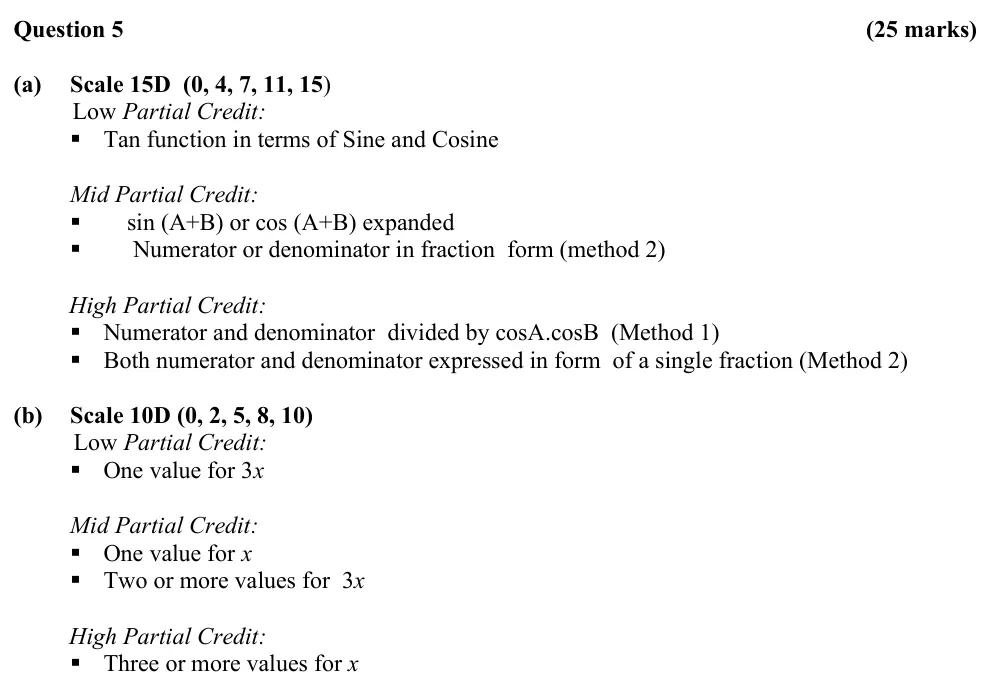 Question 5 (25 marks)
(a) Scale 15D (0, 4, 7, 11, 15)
Low Partial Credit:
▪ Tan function in terms of Sine and Cosine
Mid Partial Credit:
▪ sin (A+B) or cos (A+B) expanded
▪ Numerator or denominator in fraction form (method 2)
High Partial Credit:
▪ Numerator and denominator divided by cosA.cosB (Method 1)
▪ Both numerator and denominator expressed in form of a single fraction (Method 2)
(b) Scale 10D (0, 2, 5, 8, 10)
Low Partial Credit:
▪ One value for 3x
Mid Partial Credit:
▪ One value for x
▪ Two or more values for 3x
High Partial Credit:
▪ Three or more values for x